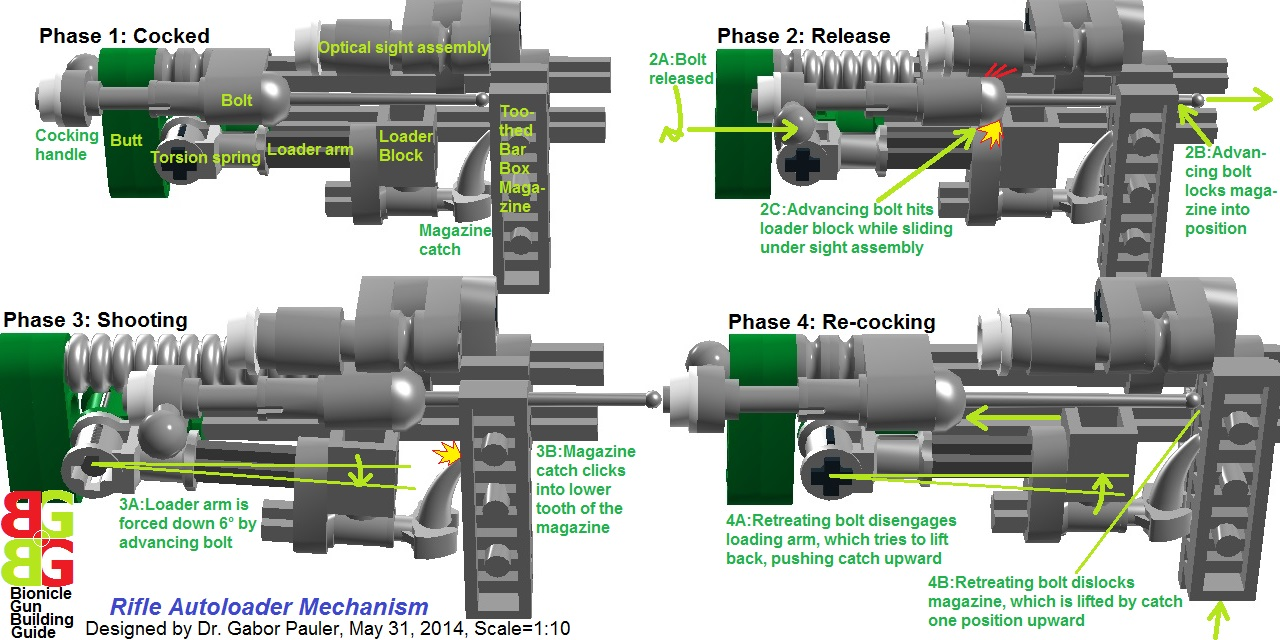 Phase 1: Cocked
Optical sight assembly
Bolt
Cocking
handle
Butt
Torsion spring
Loader arm
Loader
Block
Too-
thed
Bar
Box
Maga-
zine
Magazine
catch
Phase 2: Release
2A:Bolt
released
2B:Advan-
cing bolt
locks maga-
zine into
position
2C:Advancing bolt hits
loader block while sliding
under sight assembly
Phase 3: Shooting
3A:Loader arm is
forced down 6° by
advancing bolt
3B:Magazine
catch clicks
into lower
tooth of the
magazine
Phase 4: Re-cocking
4A:Retreating bolt disengages
loading arm, which tries to lift
back, pushing catch upward
4B:Retreating bolt dislocks
magazine, which is lifted by catch
one position upward
BG
BG
Bionicle
Gun
Building
Guide
Rifle Autoloader Mechanism
Designed by Dr. Gabor Pauler, May 31, 2014, Scale=1:10